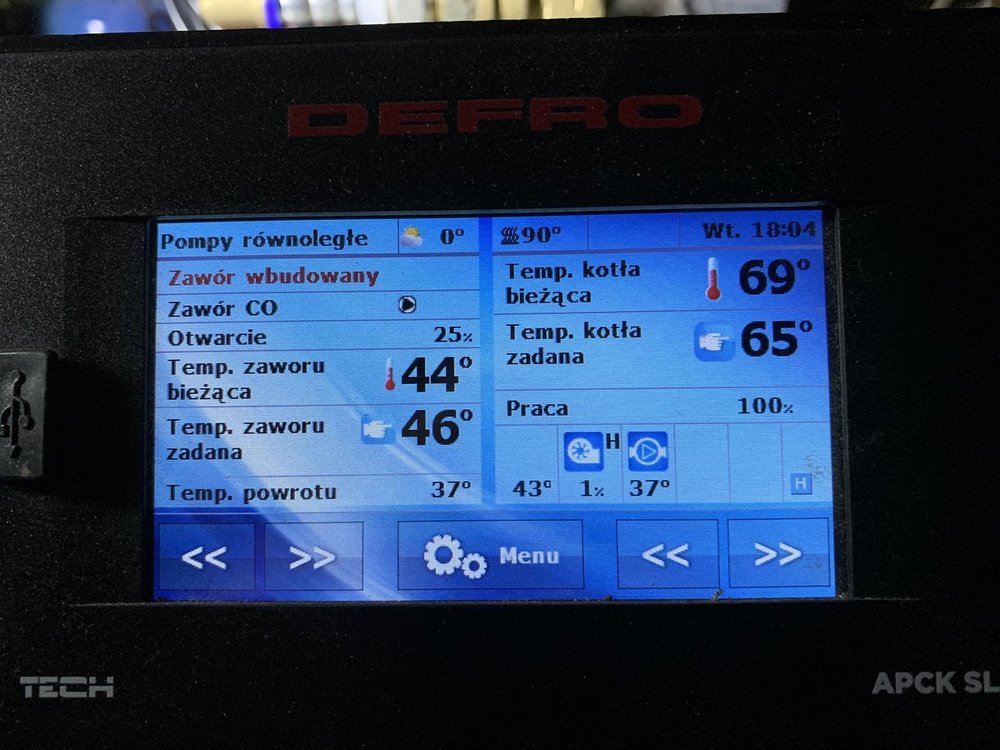 DEFRO
Pompy równoległe 0°
Zawór wbudowany
Zawór CO
Otwarcie 25%
Temp. zaworu
bieżąca 44°
Temp. zaworu
zadana 46°
Temp. powrotu 37°
90° Wt. 18:04
Temp. kotła
bieżąca 69°
Temp. kotła
zadana 65°
Praca 100%
H
43° 1% 37° H
<< >> Menu << >>
TECH APCK SL